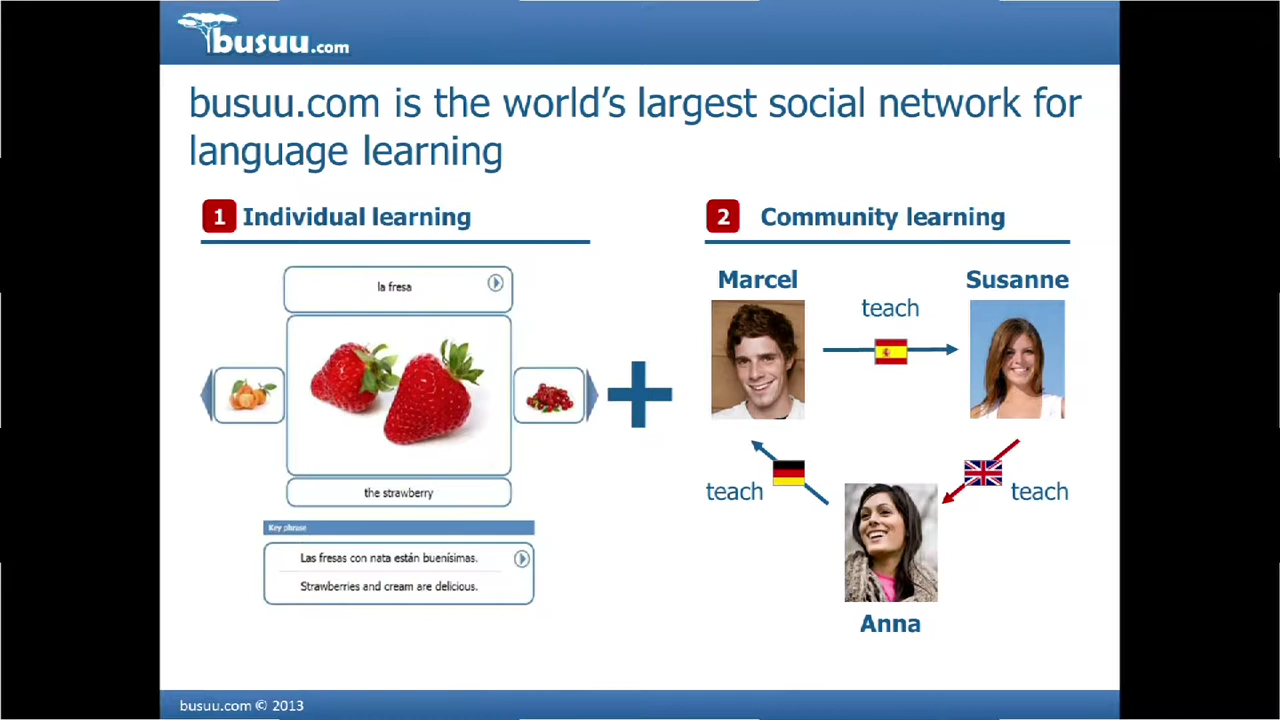 busuu.com
busuu.com is the world's largest social network for
language learning
1 Individual learning
la fresa
the strawberry
Key phrase
Las fresas con nata están buenísimas.
Strawberries and cream are delicious.
2 Community learning
Marcel
Susanne
teach
teach
teach
Anna
busuu.com © 2013